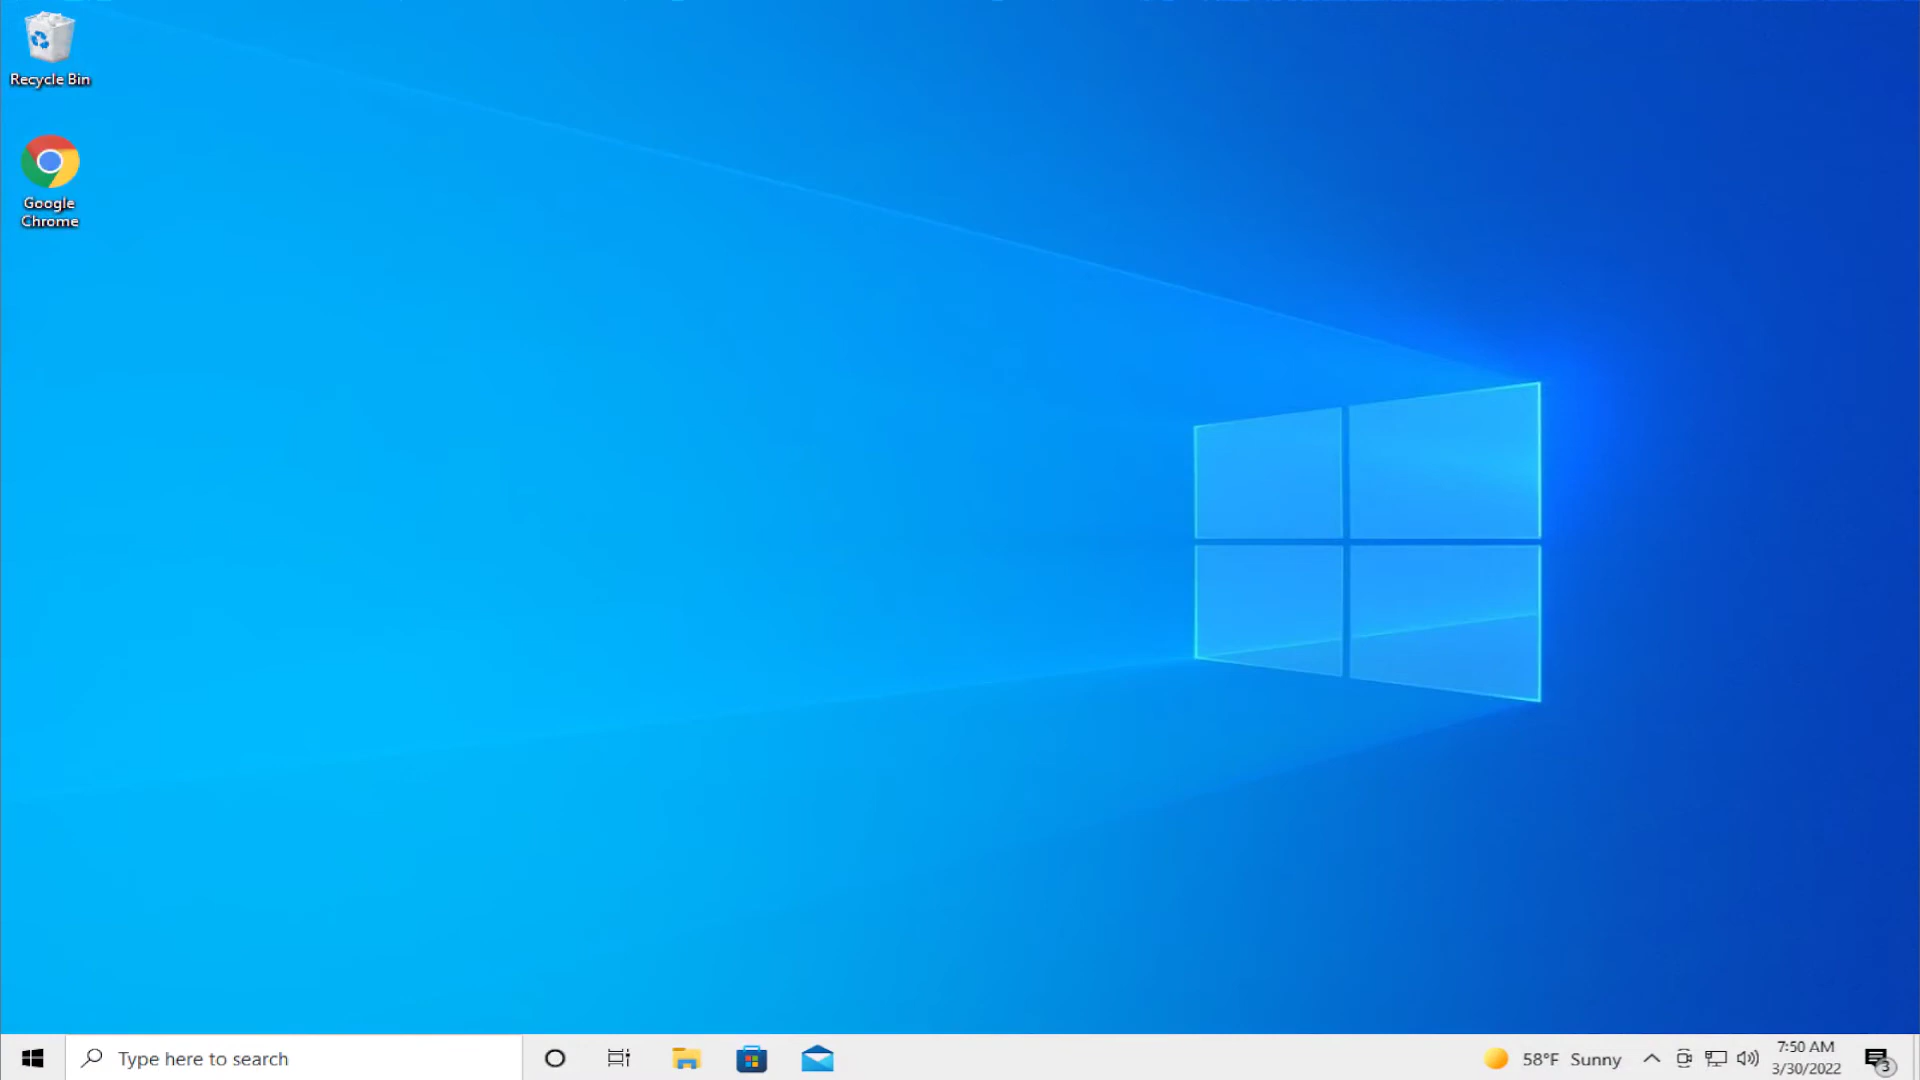 Recycle Bin
Google
Chrome
Type here to search
58°F Sunny
7:50 AM
3/30/2022
3